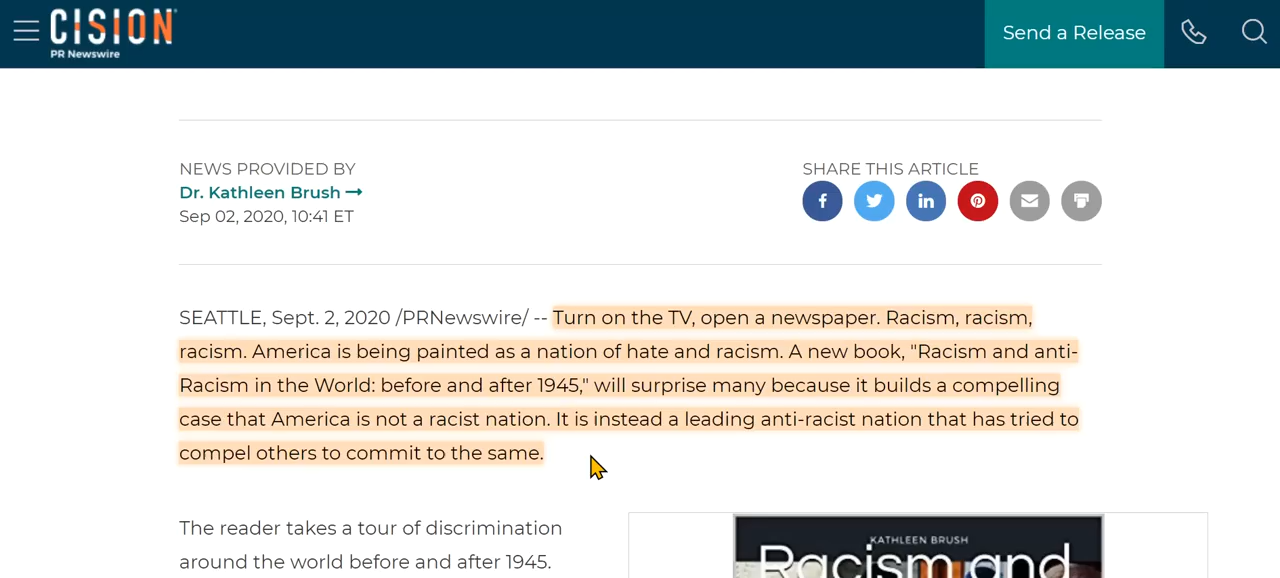 CISION
PR Newswire
Send a Release
NEWS PROVIDED BY
Dr. Kathleen Brush
Sep 02, 2020, 10:41 ET
SHARE THIS ARTICLE
SEATTLE, Sept. 2, 2020 /PRNewswire/ -- Turn on the TV, open a newspaper. Racism, racism,
racism. America is being painted as a nation of hate and racism. A new book, "Racism and anti-
Racism in the World: before and after 1945," will surprise many because it builds a compelling
case that America is not a racist nation. It is instead a leading anti-racist nation that has tried to
compel others to commit to the same.
The reader takes a tour of discrimination
around the world before and after 1945.
KATHLEEN BRUSH
Racism and